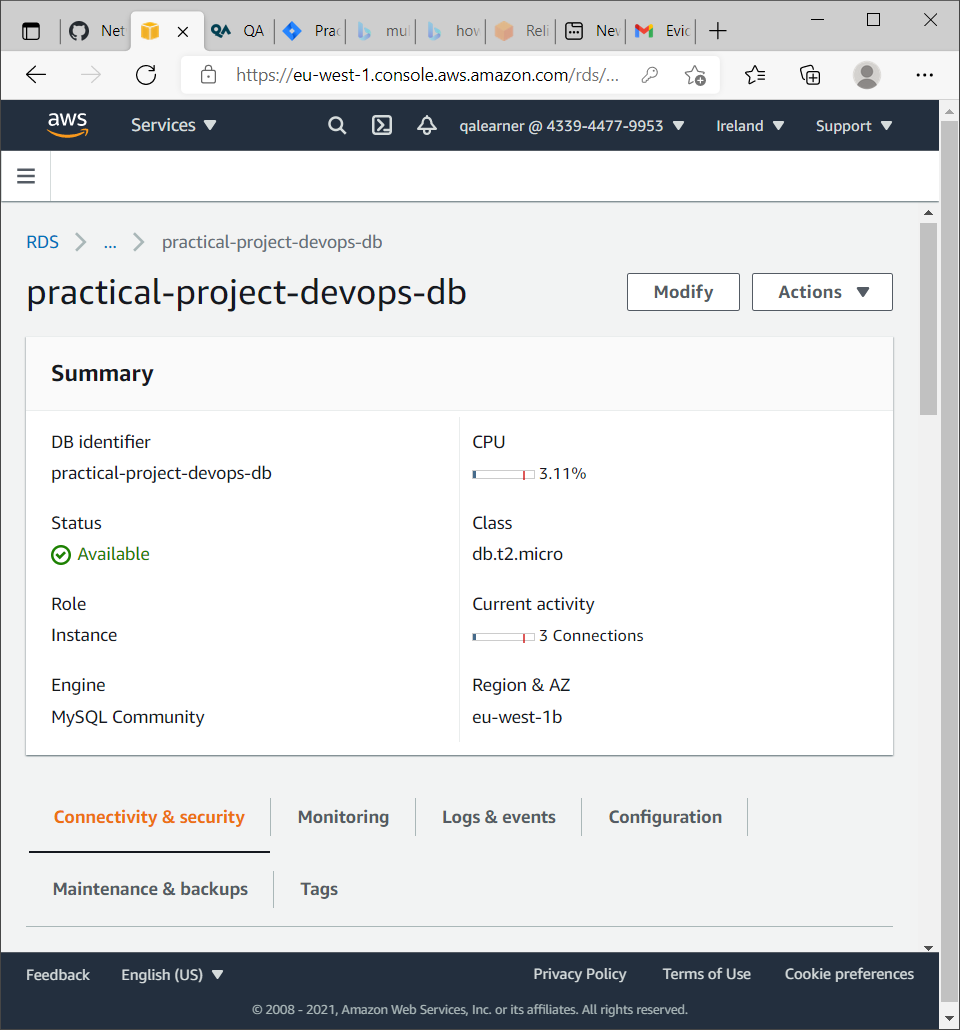 Net
QA
Prac
mul
how
Reli
New
Evic
https://eu-west-1.console.aws.amazon.com/rds/...
aws
Services
qalearner @ 4339-4477-9953
Ireland
Support
RDS
...
practical-project-devops-db
practical-project-devops-db
Modify
Actions
Summary
DB identifier
practical-project-devops-db
CPU
3.11%
Status
Available
Class
db.t2.micro
Role
Instance
Current activity
3 Connections
Engine
MySQL Community
Region & AZ
eu-west-1b
Connectivity & security
Monitoring
Logs & events
Configuration
Maintenance & backups
Tags
Feedback
English (US)
Privacy Policy
Terms of Use
Cookie preferences
© 2008 - 2021, Amazon Web Services, Inc. or its affiliates. All rights reserved.